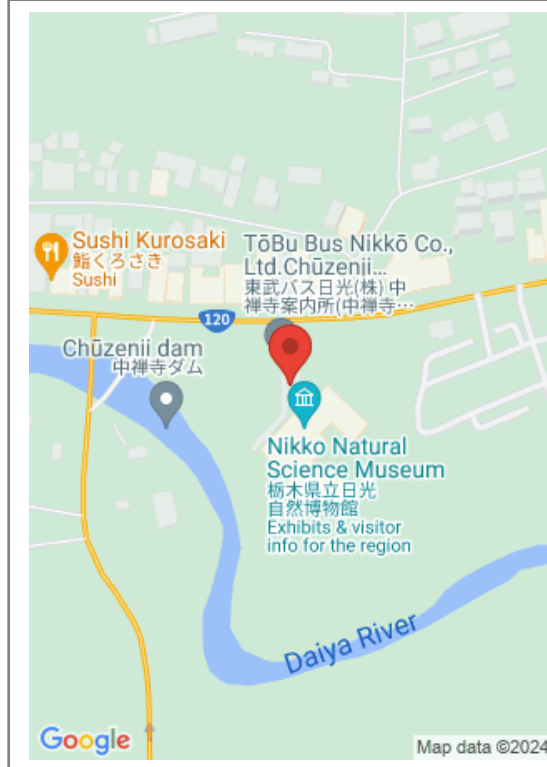 Sushi Kurosaki
鮨くろさき
Sushi
TōBu Bus Nikkō Co.,
Ltd.Chūzenji...
東武バス日光(株) 中
禅寺案内所(中禅寺…
120
Chūzenji dam
中禅寺ダム
Nikko Natural
Science Museum
栃木県立日光
自然博物館
Exhibits & visitor
info for the region
Daiya River
Google
Map data ©2024